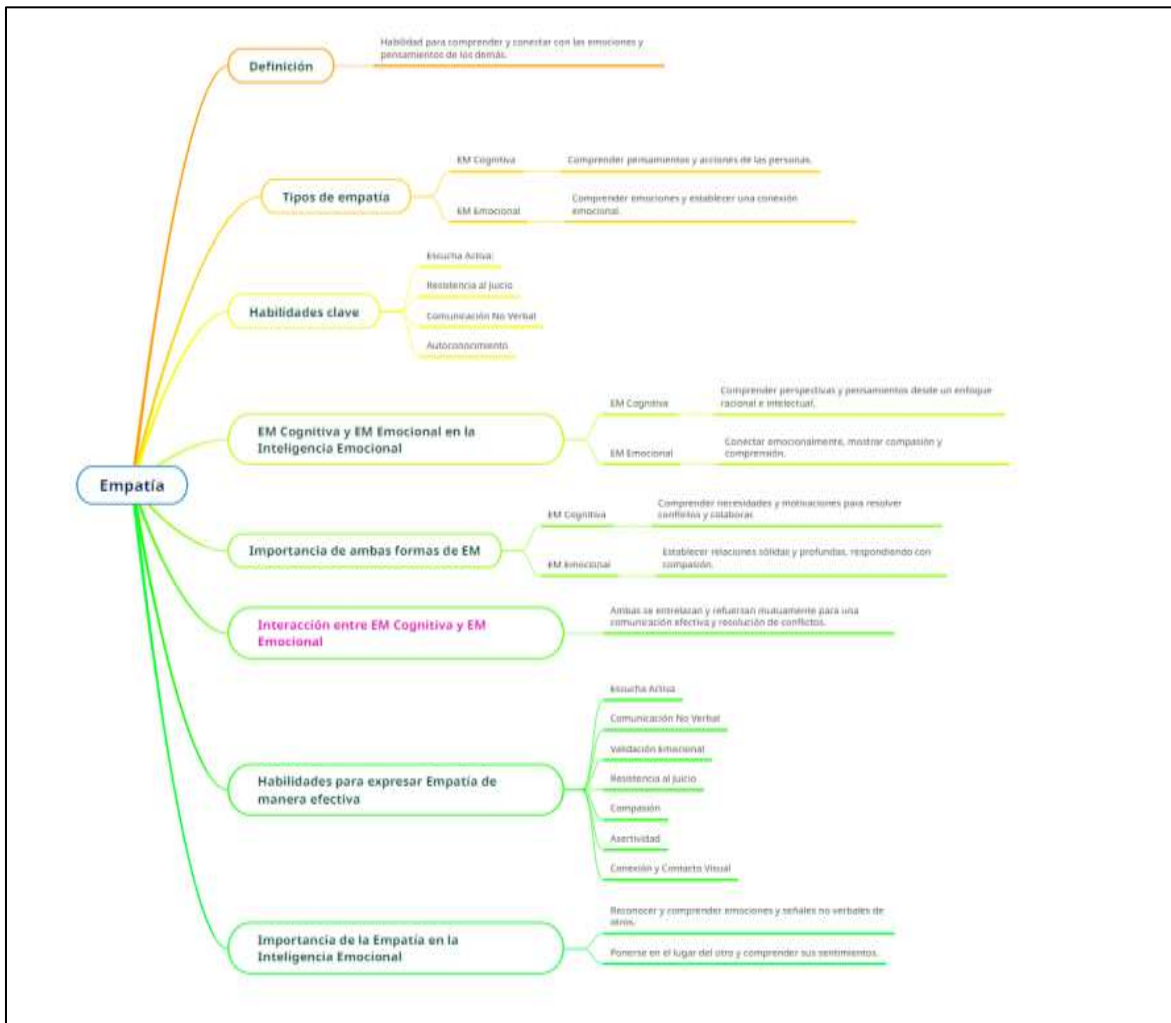 Empatía
Definición
Habilidad para comprender y conectar con las emociones y
pensamientos de los demás.
Tipos de empatía
EM Cognitiva
Comprender pensamientos y acciones de las personas.
EM Emocional
Comprender emociones y establecer una conexión
emocional.
Habilidades clave
Escucha Activa:
Resistencia al Juicio
Comunicación No Verbal
Autoconocimiento
EM Cognitiva y EM Emocional en la
Inteligencia Emocional
EM Cognitiva
Comprender perspectivas y pensamientos desde un enfoque
racional e intelectual.
EM Emocional
Conectar emocionalmente, mostrar compasión y
comprensión.
Importancia de ambas formas de EM
EM Cognitiva
Comprender necesidades y motivaciones para resolver
conflictos y colaborar.
EM Emocional
Establecer relaciones sólidas y profundas, respondiendo con
compasión.
Interacción entre EM Cognitiva y EM
Emocional
Ambas se entrelazan y refuerzan mutuamente para una
comunicación efectiva y resolución de conflictos.
Habilidades para expresar Empatía de
manera efectiva
Escucha Activa
Comunicación No Verbal
Validación Emocional
Resistencia al Juicio
Compasión
Asertividad
Conexión y Contacto Visual
Importancia de la Empatía en la
Inteligencia Emocional
Reconocer y comprender emociones y señales no verbales de
otros.
Ponerse en el lugar del otro y comprender sus sentimientos.